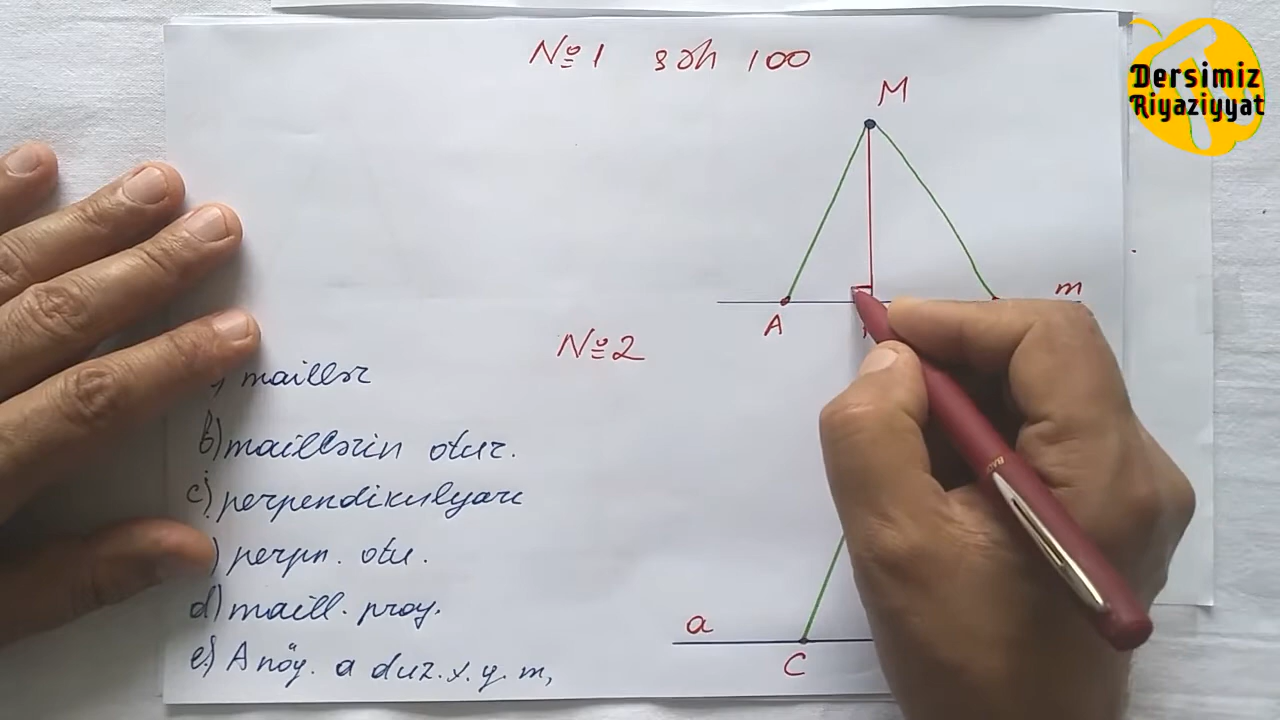 №1 səh 100
Dersimiz
Riyaziyyat
M
m
A
№2
) maillər
b) maillərin otur.
c) perpendikulyarı
) perpn. otu.
d) maill. proy.
e) A nöq. a düz. x. y. m,
a
C